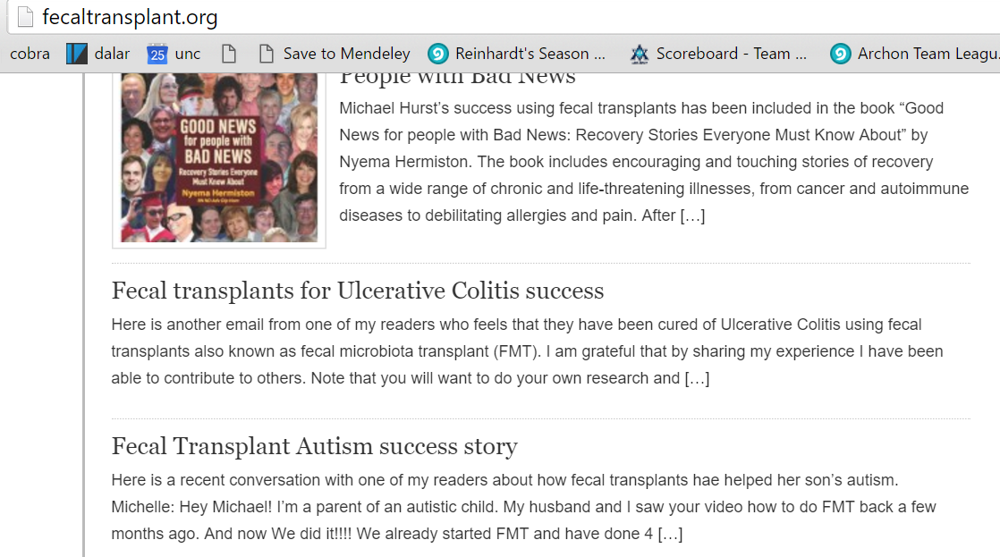 fecaltransplant.org
cobra dalar 25 unc Save to Mendeley Reinhardt's Season ... Scoreboard - Team ... Archon Team Leagu.
People with Bad News
GOOD NEWS
for people with
BAD NEWS
Recovery Stories Everyone
Must Know About
Nyema Hermiston
Michael Hurst’s success using fecal transplants has been included in the book “Good
News for people with Bad News: Recovery Stories Everyone Must Know About” by
Nyema Hermiston. The book includes encouraging and touching stories of recovery
from a wide range of chronic and life-threatening illnesses, from cancer and autoimmune
diseases to debilitating allergies and pain. After […]
Fecal transplants for Ulcerative Colitis success
Here is another email from one of my readers who feels that they have been cured of Ulcerative Colitis using fecal
transplants also known as fecal microbiota transplant (FMT). I am grateful that by sharing my experience I have been
able to contribute to others. Note that you will want to do your own research and […]
Fecal Transplant Autism success story
Here is a recent conversation with one of my readers about how fecal transplants hae helped her son’s autism.
Michelle: Hey Michael! I’m a parent of an autistic child. My husband and I saw your video how to do FMT back a few
months ago. And now We did it!!!! We already started FMT and have done 4 […]